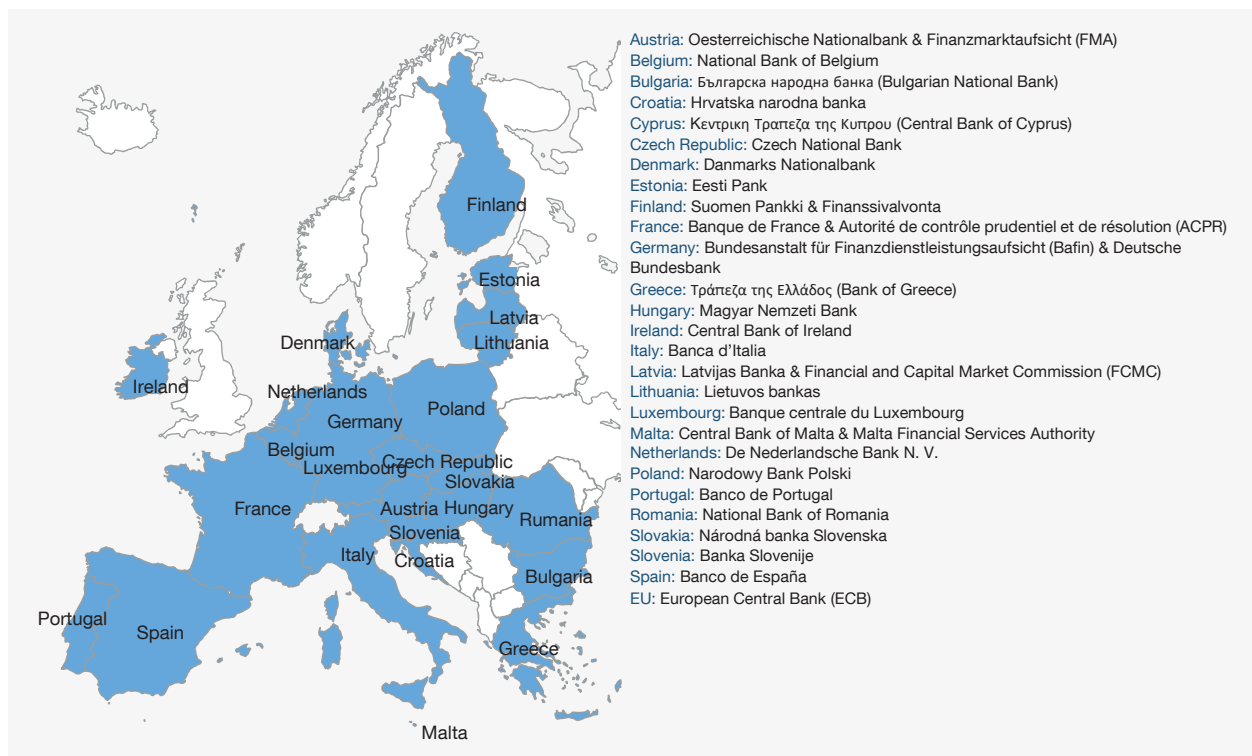 Finland
Estonia
Latvia
Lithuania
Denmark
Ireland
Netherlands
Poland
Germany
Belgium
Luxembourg
Czech Republic
Slovakia
France
Austria
Hungary
Rumania
Slovenia
Italy
Croatia
Bulgaria
Portugal
Spain
Greece
Malta
Austria: Oesterreichische Nationalbank & Finanzmarktaufsicht (FMA)
Belgium: National Bank of Belgium
Bulgaria: Българска народна банка (Bulgarian National Bank)
Croatia: Hrvatska narodna banka
Cyprus: Κεντρικη Τραπεζα της Κυπρου (Central Bank of Cyprus)
Czech Republic: Czech National Bank
Denmark: Danmarks Nationalbank
Estonia: Eesti Pank
Finland: Suomen Pankki & Finanssivalvonta
France: Banque de France & Autorité de contrôle prudentiel et de résolution (ACPR)
Germany: Bundesanstalt für Finanzdienstleistungsaufsicht (Bafin) & Deutsche
Bundesbank
Greece: Τράπεζα της Ελλάδος (Bank of Greece)
Hungary: Magyar Nemzeti Bank
Ireland: Central Bank of Ireland
Italy: Banca d’Italia
Latvia: Latvijas Banka & Financial and Capital Market Commission (FCMC)
Lithuania: Lietuvos bankas
Luxembourg: Banque centrale du Luxembourg
Malta: Central Bank of Malta & Malta Financial Services Authority
Netherlands: De Nederlandsche Bank N. V.
Poland: Narodowy Bank Polski
Portugal: Banco de Portugal
Romania: National Bank of Romania
Slovakia: Národná banka Slovenska
Slovenia: Banka Slovenije
Spain: Banco de España
EU: European Central Bank (ECB)